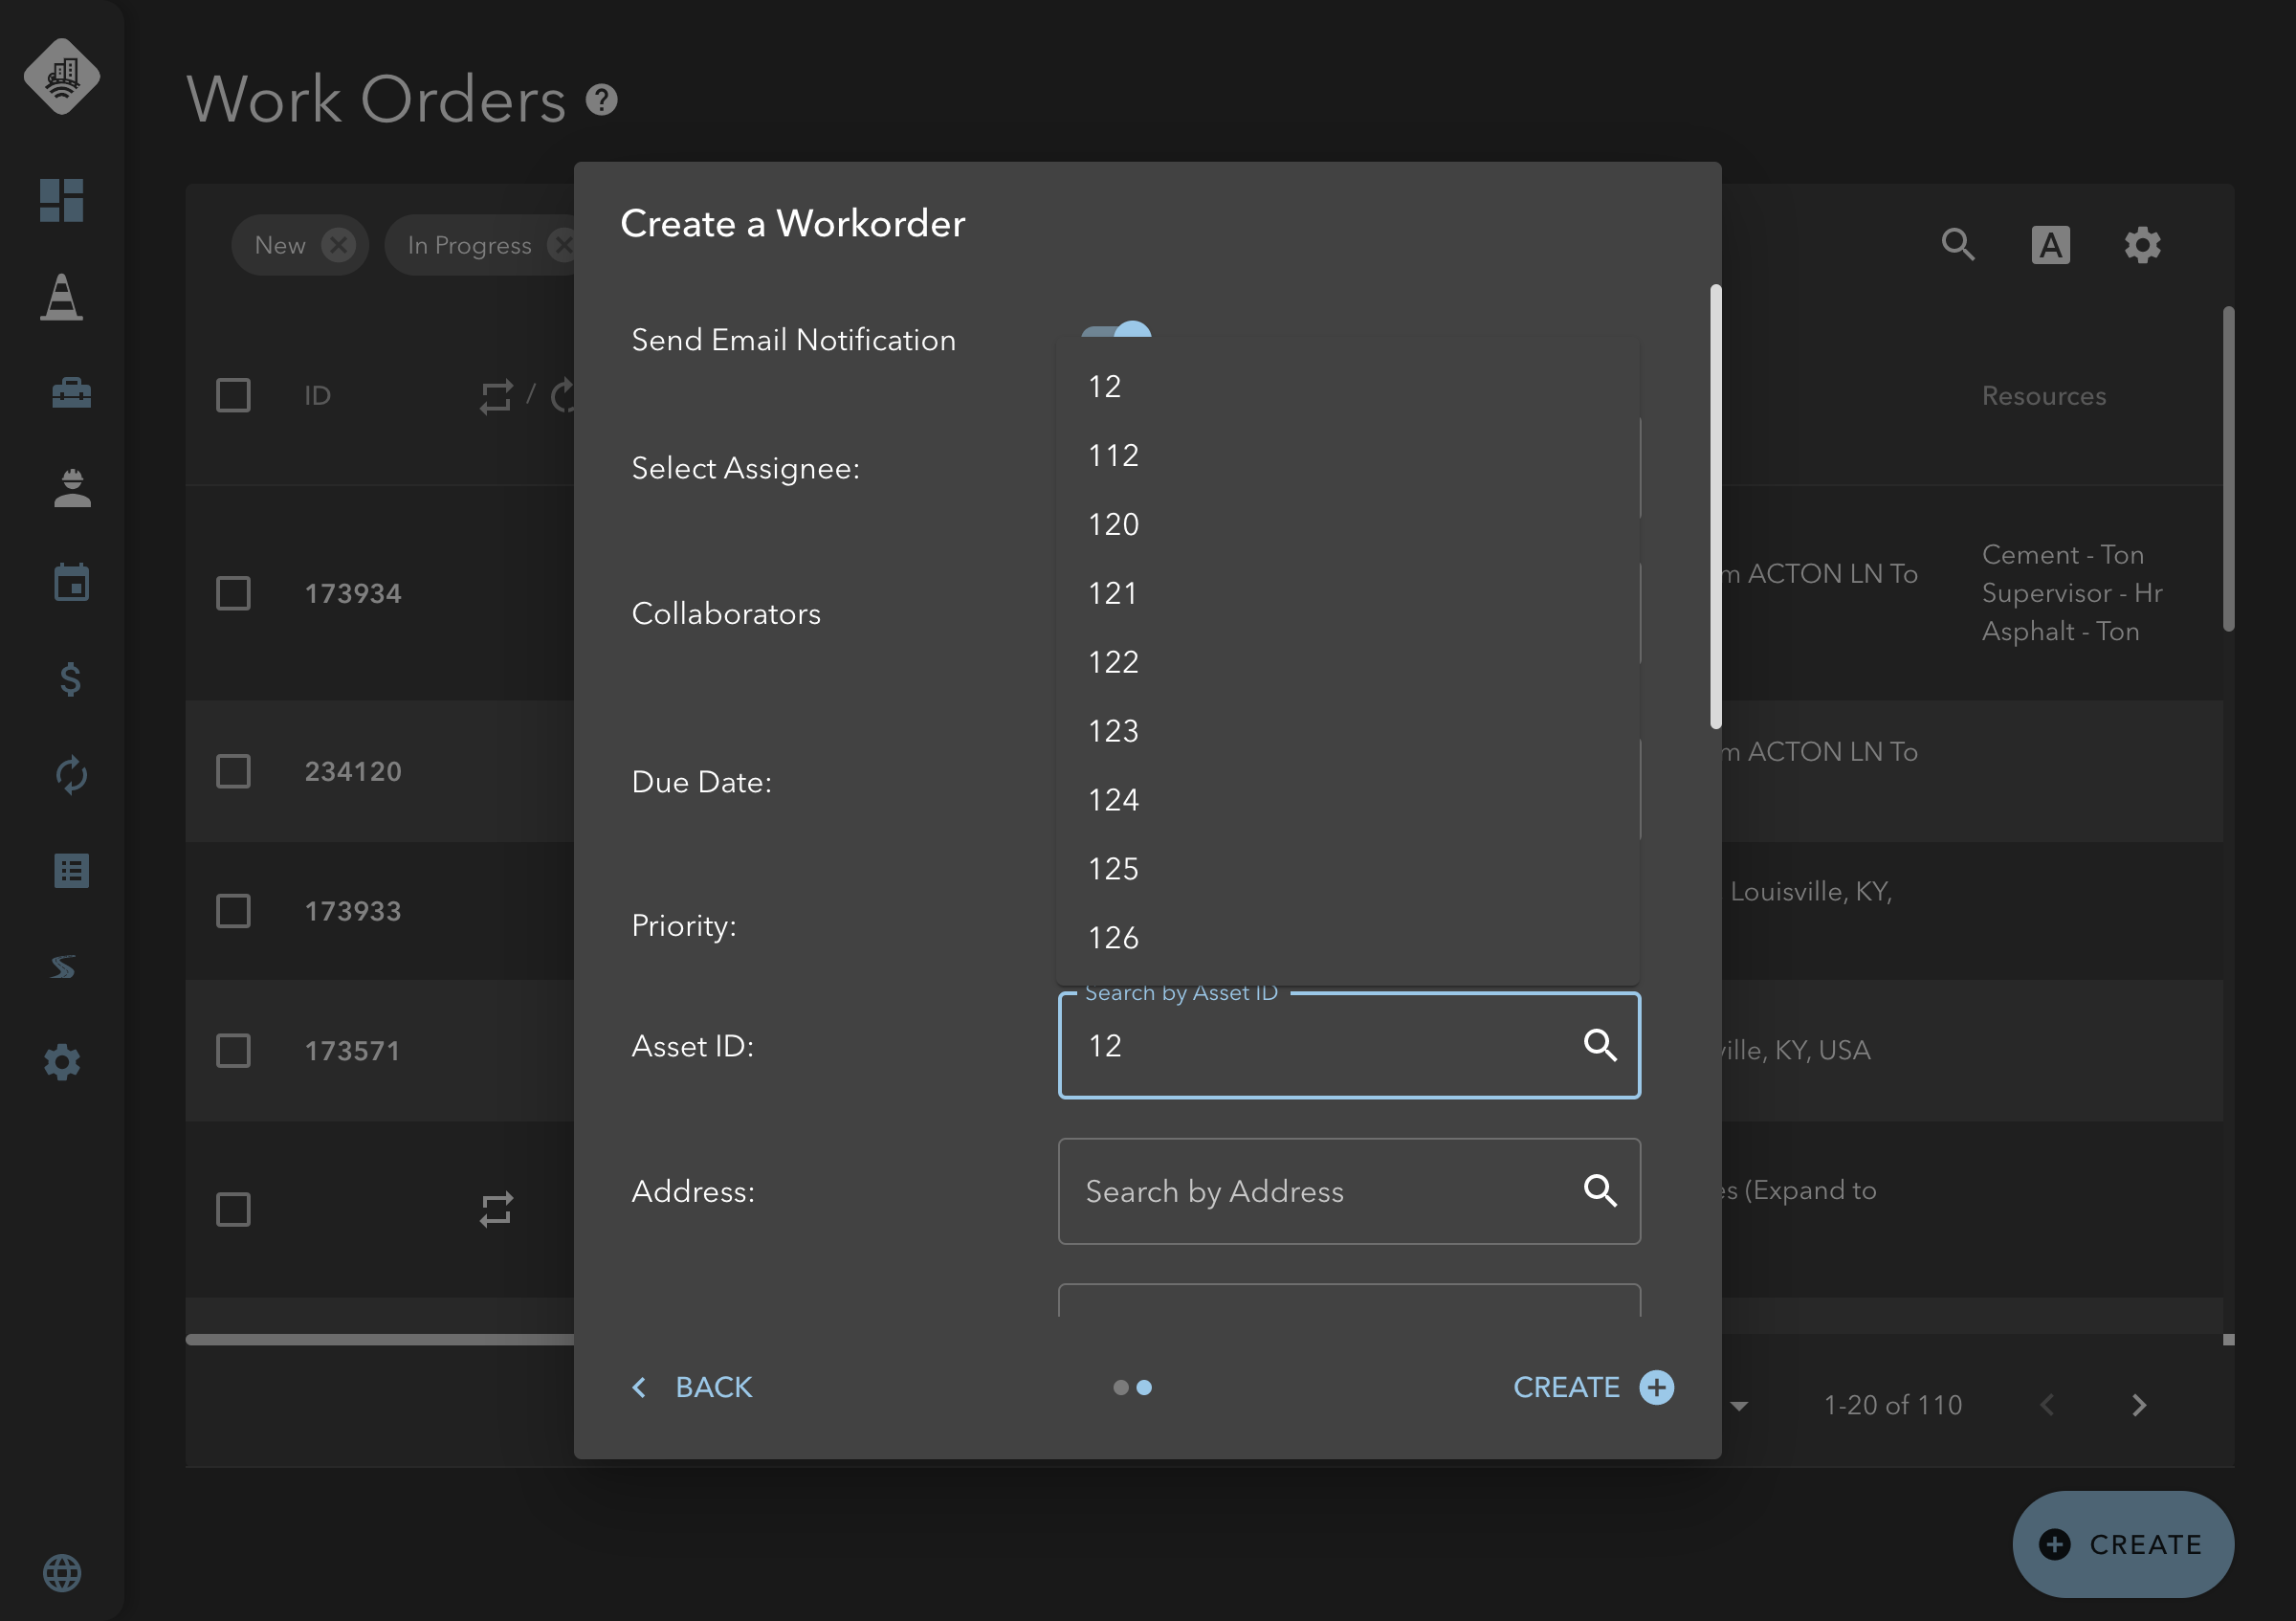 Work Orders ?
New
In Progress
A
Create a Workorder
Send Email Notification
ID
/
Resources
12
112
120
121
122
123
124
125
126
Select Assignee:
Collaborators
Due Date:
Priority:
Search by Asset ID
Asset ID:
12
Address:
Search by Address
173934
ACTON LN To
Cement - Ton
Supervisor - Hr
Asphalt - Ton
234120
ACTON LN To
173933
Louisville, KY,
173571
KY, USA
(Expand to
BACK
CREATE
1-20 of 110
CREATE